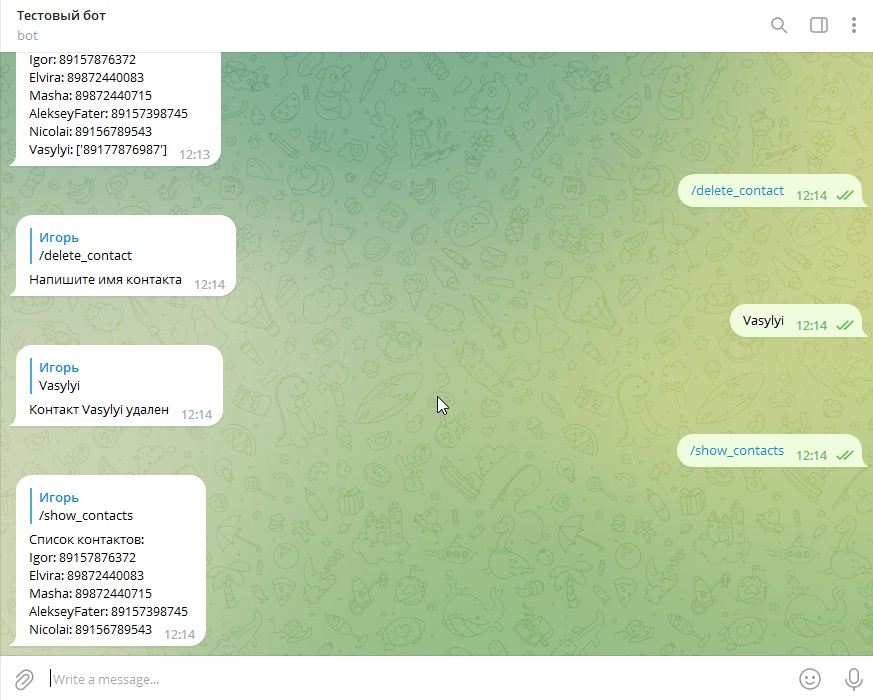 Тестовый бот
bot
Igor: 89157876372
Elvira: 89872440083
Masha: 89872440715
AlekseyFater: 89157398745
Nicolai: 89156789543
Vasylyi: ['89177876987'] 12:13
/delete_contact 12:14
Игорь
/delete_contact
Напишите имя контакта 12:14
Vasylyi 12:14
Игорь
Vasylyi
Контакт Vasylyi удален 12:14
/show_contacts 12:14
Игорь
/show_contacts
Список контактов:
Igor: 89157876372
Elvira: 89872440083
Masha: 89872440715
AlekseyFater: 89157398745
Nicolai: 89156789543 12:14
Write a message...